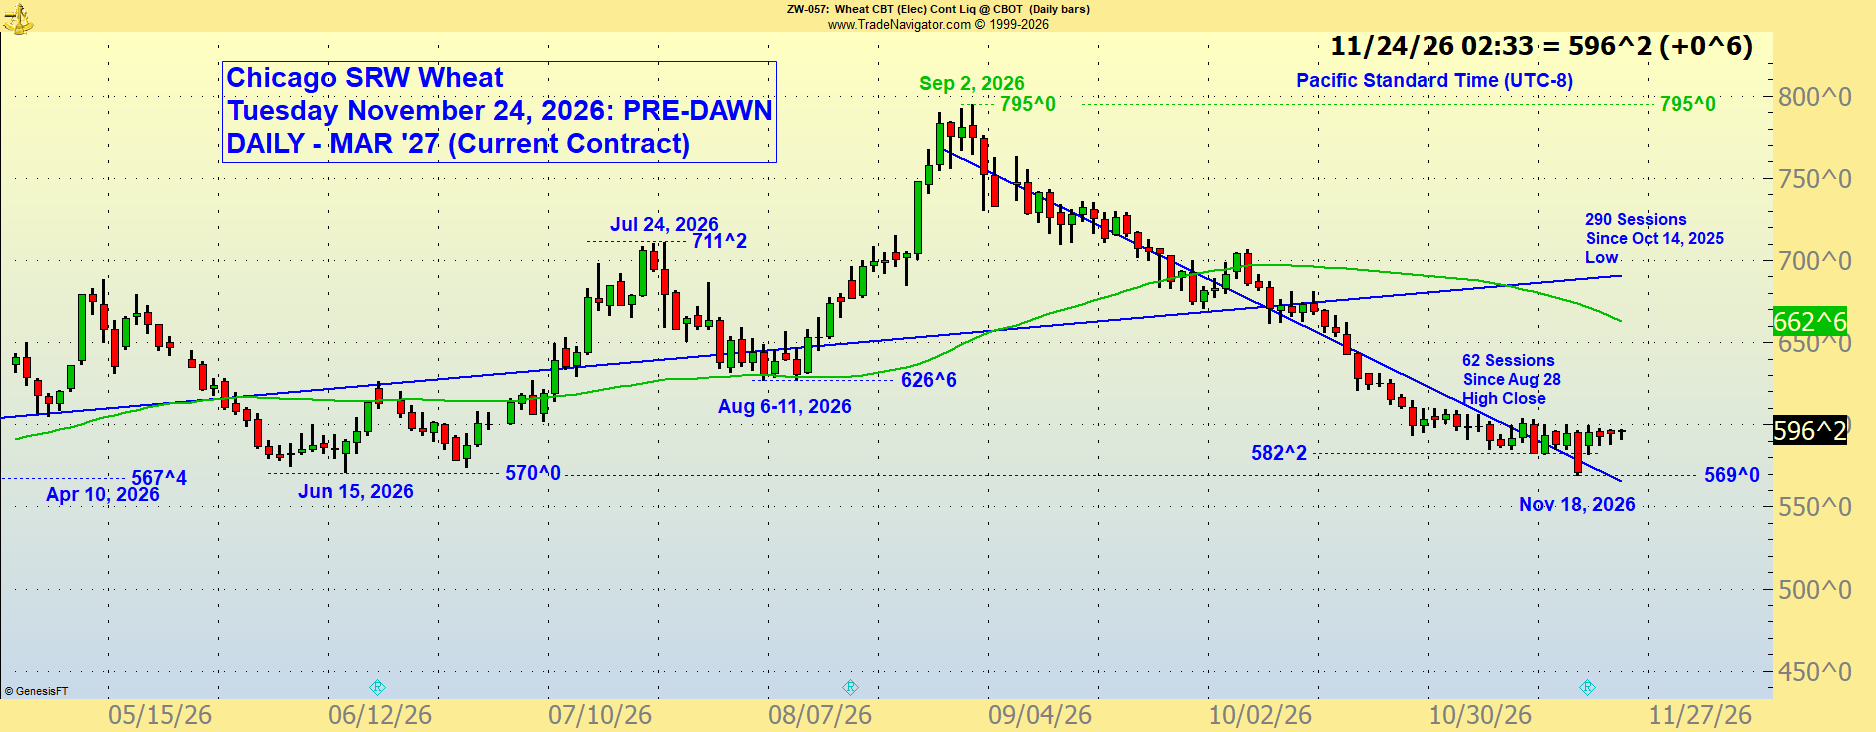 ZW-057: Wheat CBT (Elec) Cont Liq @ CBOT (Daily bars)
www.TradeNavigator.com © 1999-2026
11/24/26 02:33 = 596^2 (+0^6)
Pacific Standard Time (UTC-8)
Chicago SRW Wheat
Tuesday November 24, 2026: PRE-DAWN
DAILY - MAR '27 (Current Contract)
Sep 2, 2026
795^0
795^0
800^0
750^0
Jul 24, 2026
711^2
290 Sessions
Since Oct 14, 2025
Low
700^0
662^6
650^0
62 Sessions
Since Aug 28
High Close
626^6
Aug 6-11, 2026
596^2
582^2
570^0
569^0
567^4
Apr 10, 2026
Jun 15, 2026
Nov 18, 2026
550^0
500^0
450^0
© GenesisFT
R
R
R
05/15/26
06/12/26
07/10/26
08/07/26
09/04/26
10/02/26
10/30/26
11/27/26